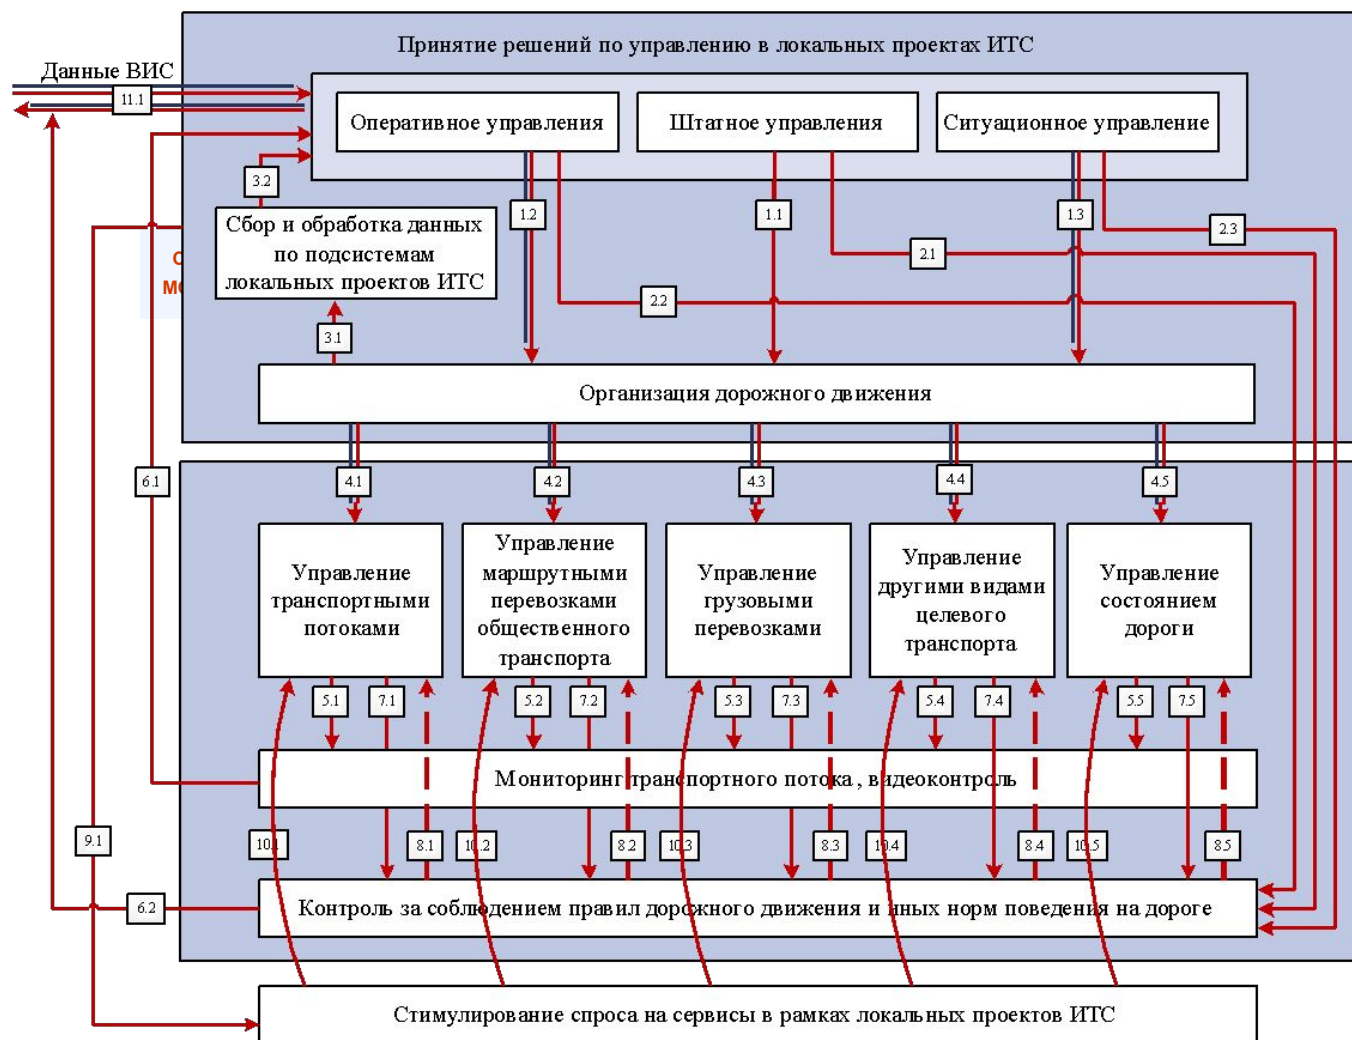 Принятие решений по управлению в локальных проектах ИТС
Данные ВИС
11.1
Оперативное управления
Штатное управления
Ситуационное управление
3.2
1.2
1.1
1.3
2.3
Сбор и обработка данных
по подсистемам
локальных проектов ИТС
2.1
2.2
3.1
Организация дорожного движения
6.1
4.1
4.2
4.3
4.4
4.5
Управление
транспортными
потоками
Управление
маршрутными
перевозками
общественного
транспорта
Управление
грузовыми
перевозками
Управление
другими видами
целевого
транспорта
Управление
состоянием
дороги
5.1
7.1
5.2
7.2
5.3
7.3
5.4
7.4
5.5
7.5
Мониторинг транспортного потока, видеоконтроль
9.1
10.1
8.1
10.2
8.2
10.3
8.3
10.4
8.4
10.5
8.5
6.2
Контроль за соблюдением правил дорожного движения и иных норм поведения на дороге
Стимулирование спроса на сервисы в рамках локальных проектов ИТС